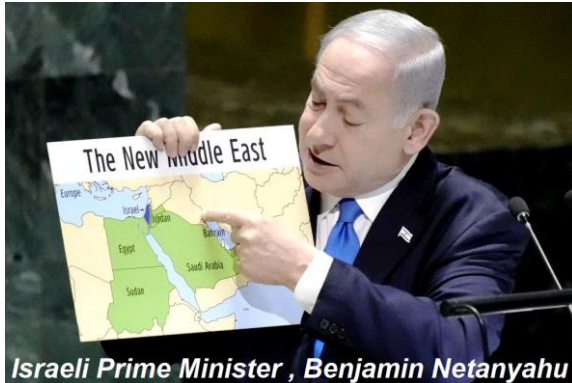 The New Middle East
Europe
Israel
Jordan
Bahrain
Egypt
Saudi Arabia
Sudan
Israeli Prime Minister , Benjamin Netanyahu